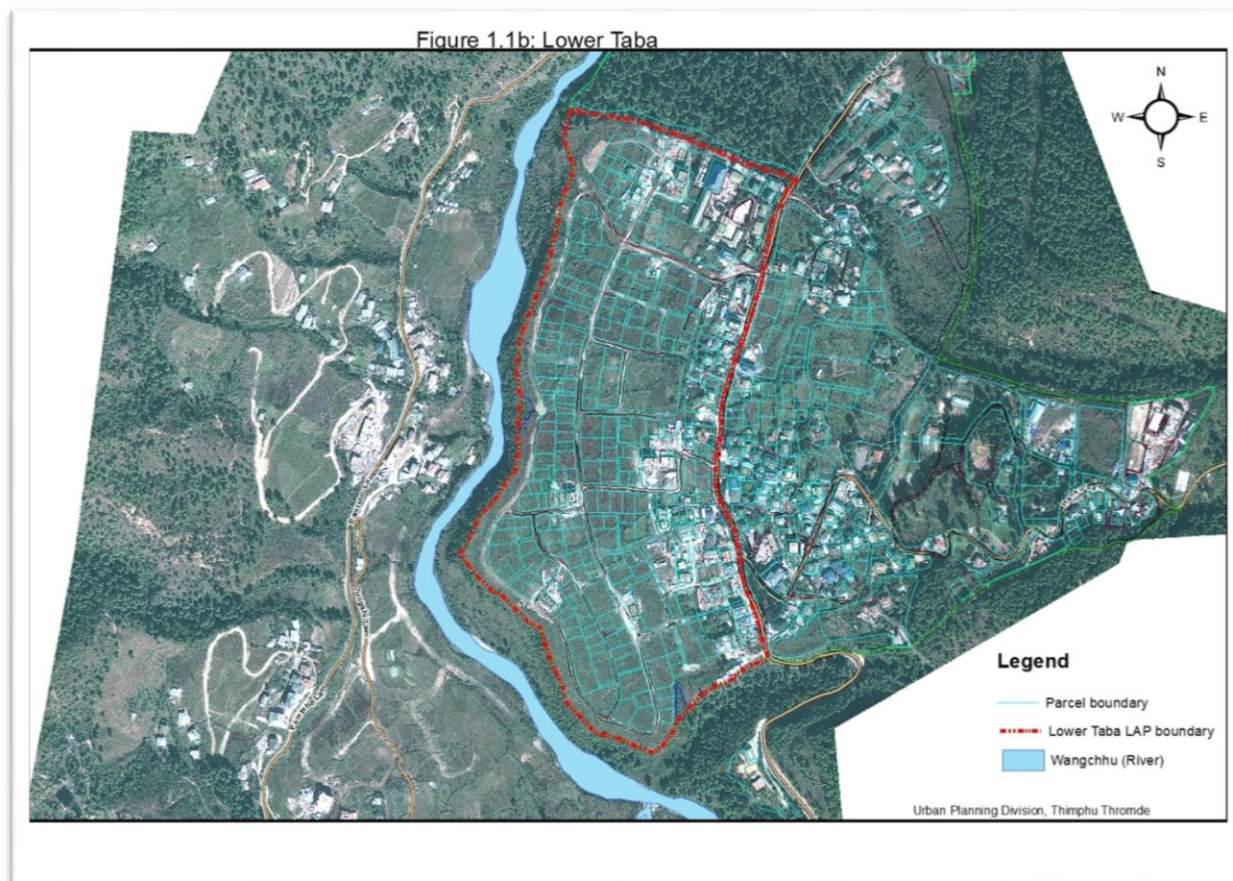 Figure 1.1b: Lower Taba
N
W E
S
Legend
Parcel boundary
Lower Taba LAP boundary
Wangchhu (River)
Urban Planning Division, Thimphu Thromde